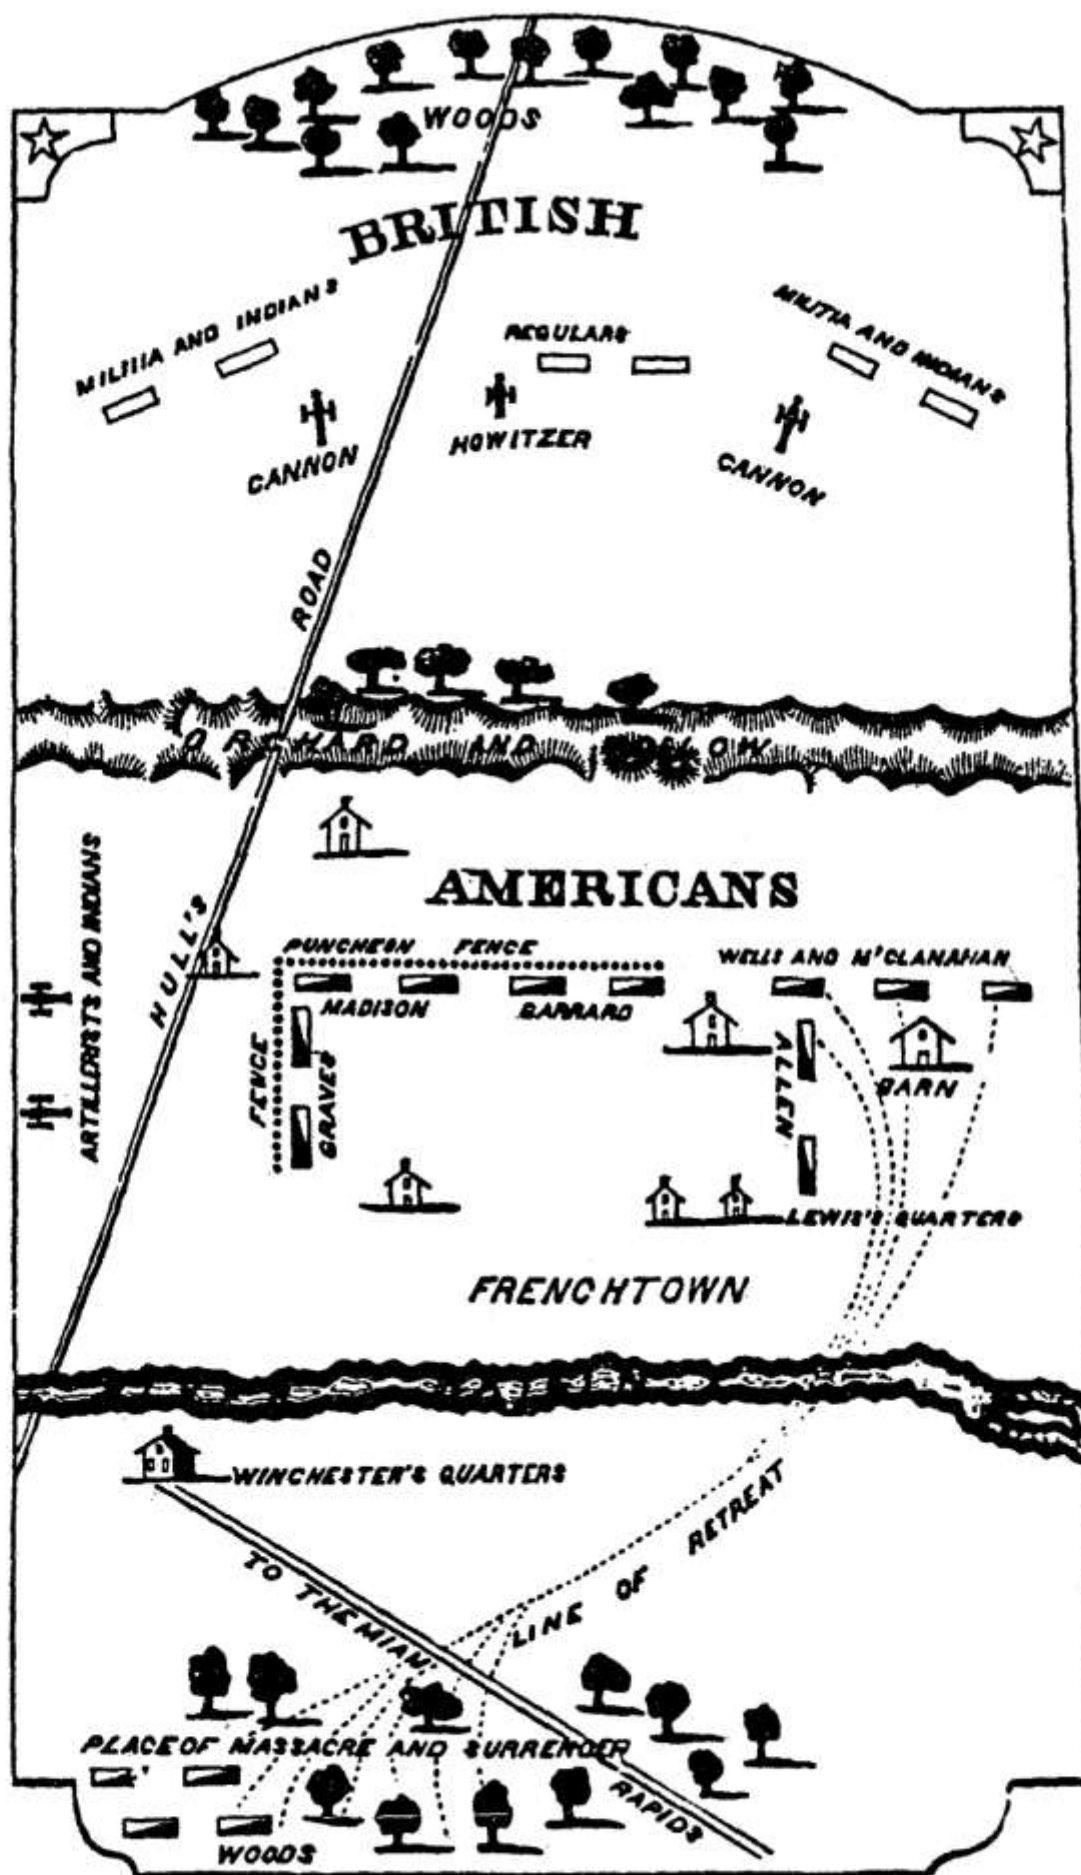 WOODS
BRITISH
MILITIA AND INDIANS
REGULARS
MILITIA AND INDIANS
CANNON
HOWITZER
CANNON
HULL'S ROAD
ORCHARD AND
AMERICANS
ARTILLERISTS AND INDIANS
PUNCHEON FENCE
WELLS AND M'CLANAHAN
MADISON
BARRARD
FENCE
GRAVES
ALLEN
BARN
LEWIS'S QUARTERS
FRENCHTOWN
WINCHESTER'S QUARTERS
TO THE MIAMI RAPIDS
LINE OF RETREAT
PLACE OF MASSACRE AND SURRENDER
WOODS